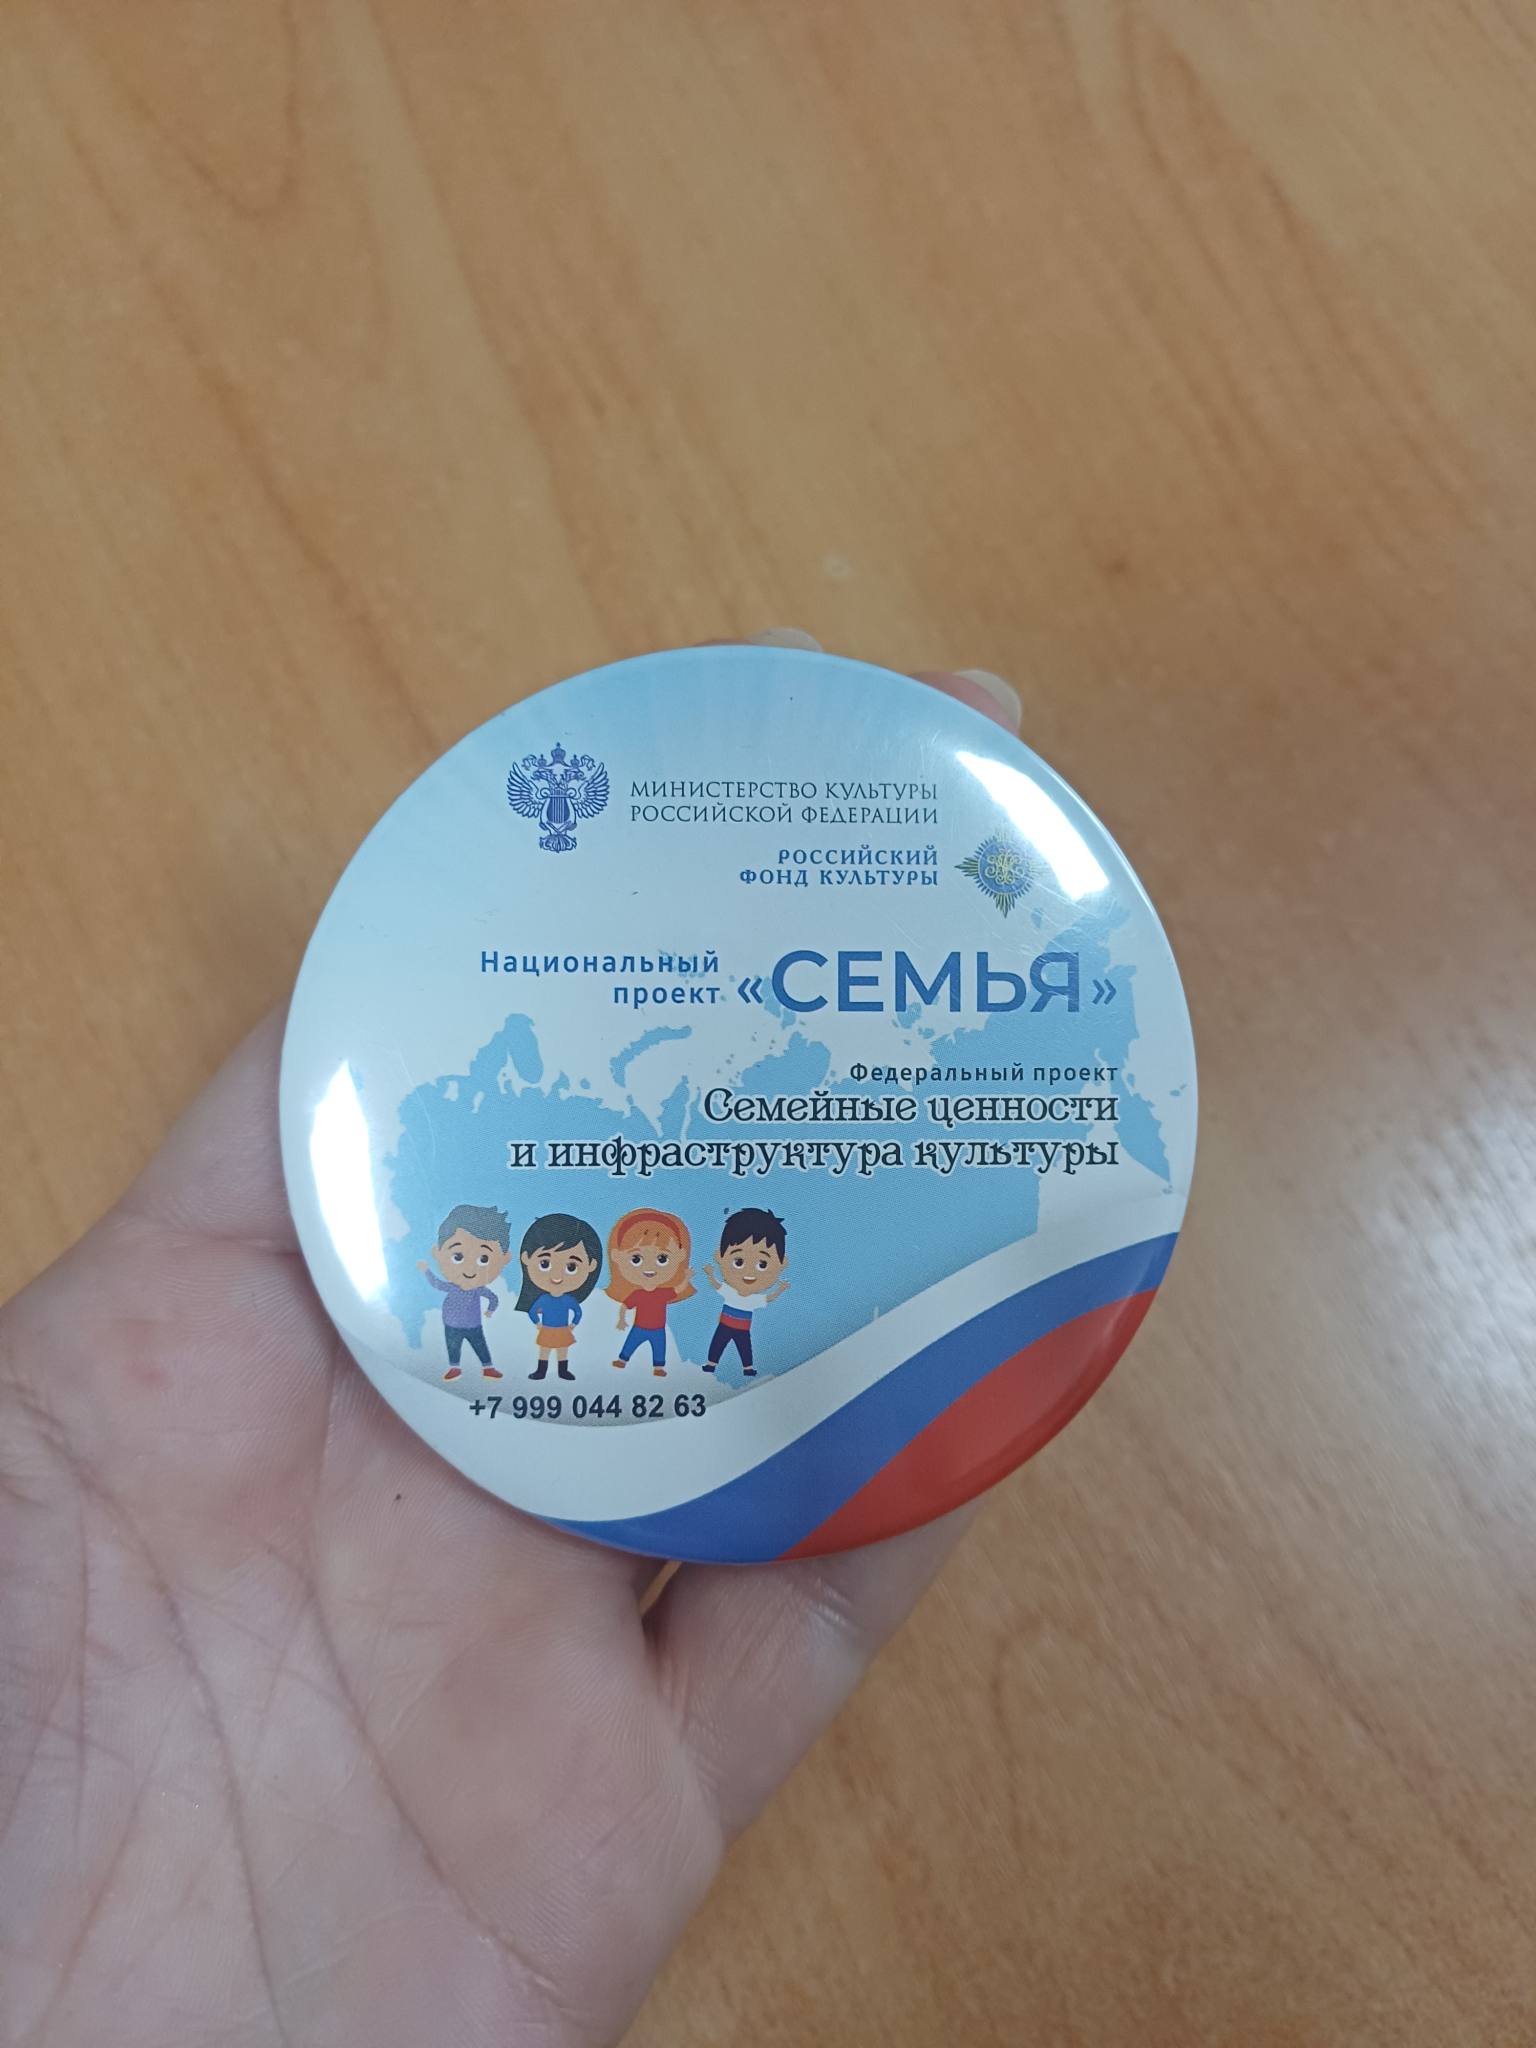 МИНИСТЕРСТВО КУЛЬТУРЫ
РОССИЙСКОЙ ФЕДЕРАЦИИ
РОССИЙСКИЙ
ФОНД КУЛЬТУРЫ
Национальный
проект «СЕМЬЯ»
Федеральный проект
Семейные ценности
и инфраструктура культуры
+7 999 044 82 63